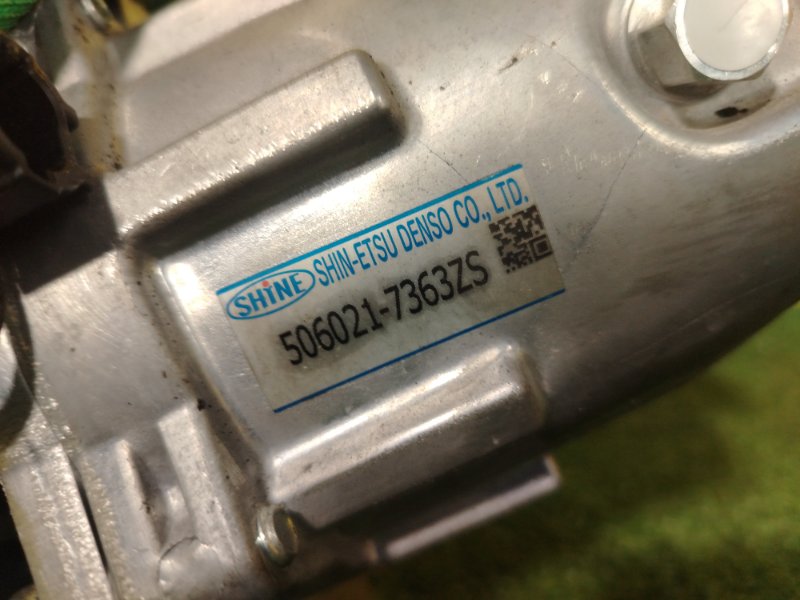 SHINE SHIN-ETSU DENSO CO., LTD.
506021-7363ZS